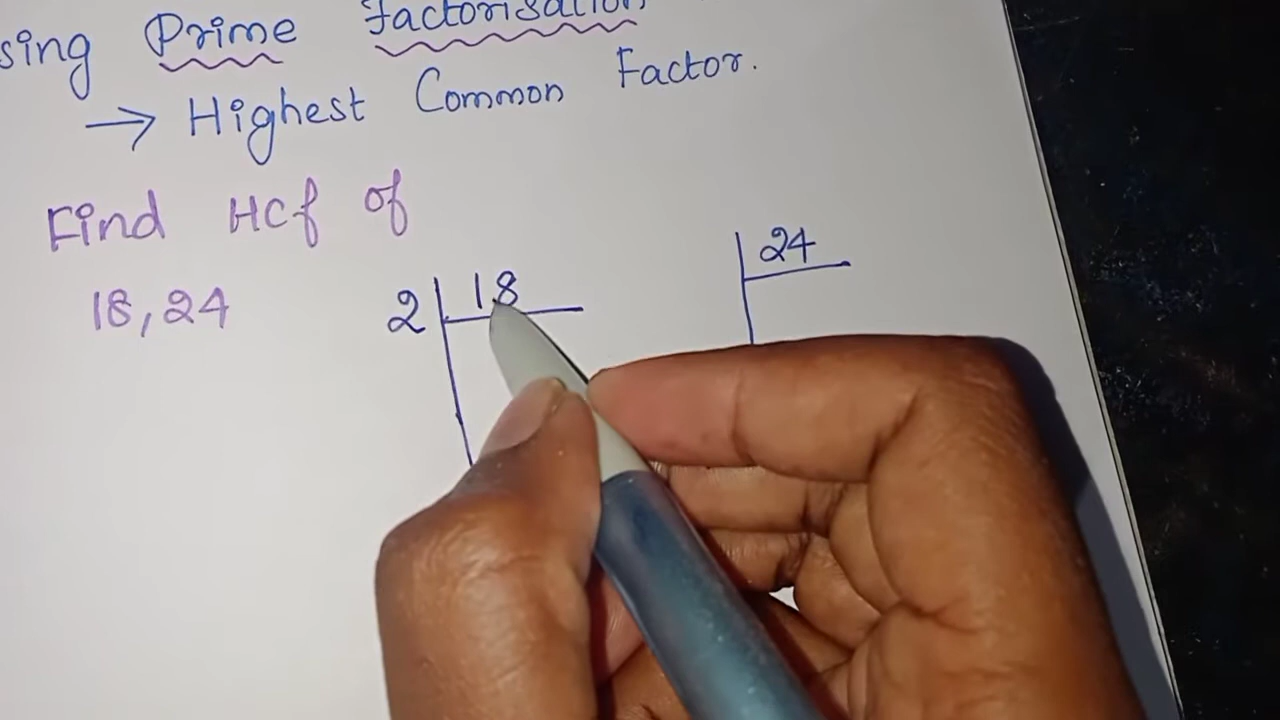 sing Prime Factorisation
→ Highest Common Factor.
Find HCf of
18, 24
2 18
24